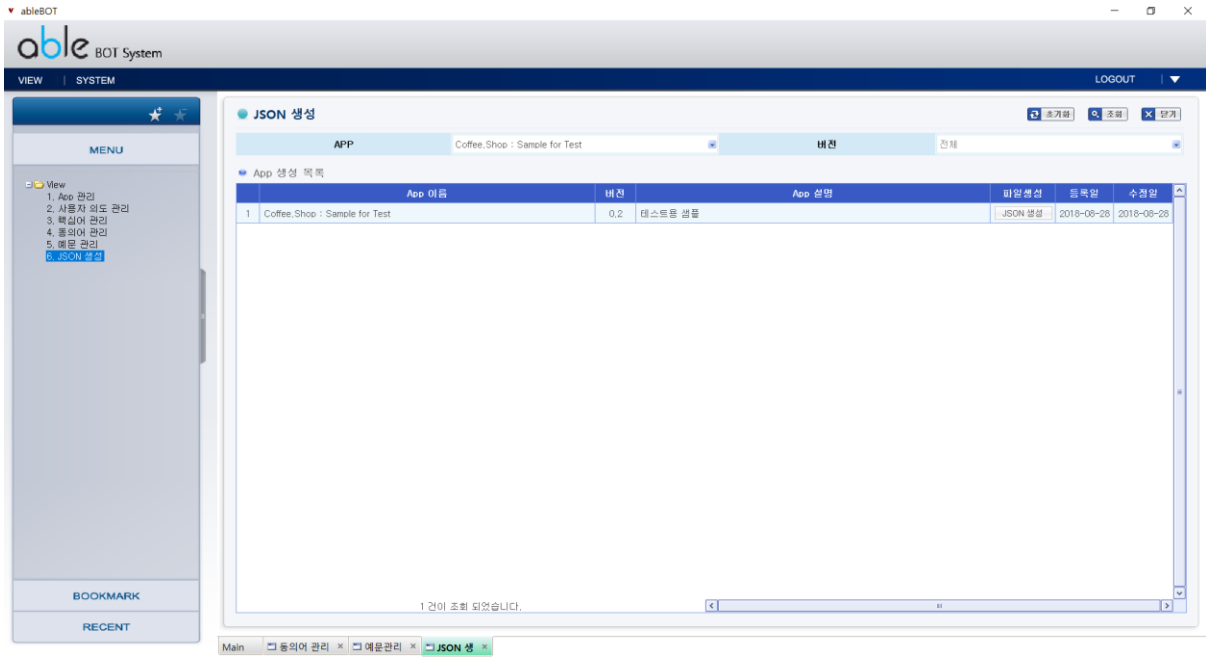 ableBOT
able BOT System
VIEW | SYSTEM
LOGOUT
MENU
View
1. App 관리
2. 사용자 의도 관리
3. 핵심어 관리
4. 동의어 관리
5. 예문 관리
6. JSON 생성
BOOKMARK
RECENT
JSON 생성
초기화 조회 닫기
APP Coffee.Shop : Sample for Test 버전 전체
App 생성 목록
App 이름 버전 App 설명 파일생성 등록일 수정일
1 Coffee.Shop : Sample for Test 0.2 테스트용 샘플 JSON 생성 2018-08-28 2018-08-28
1 건이 조회 되었습니다.
Main 동의어 관리 × 예문관리 × JSON 생 ×